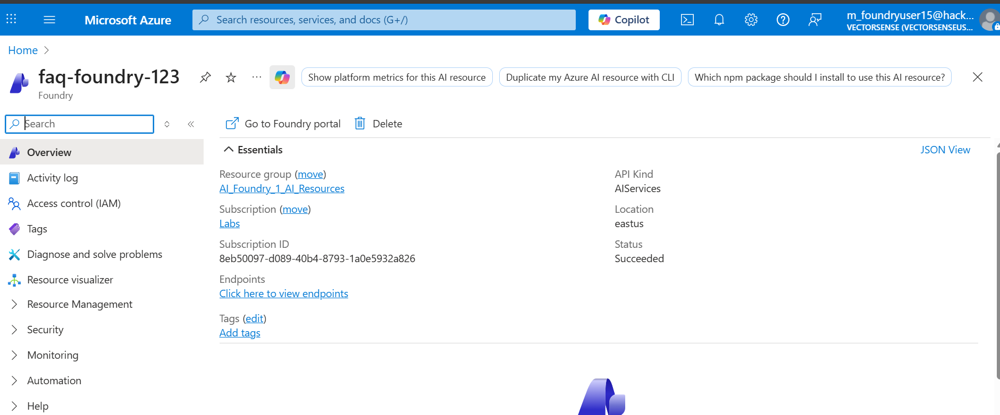 Microsoft Azure
Search resources, services, and docs (G+/)
Copilot
m_foundryuser15@hack...
VECTORSENSE (VECTORSENSEUS...
Home
faq-foundry-123
Foundry
Show platform metrics for this AI resource
Duplicate my Azure AI resource with CLI
Which npm package should I install to use this AI resource?
Search
Go to Foundry portal
Delete
Overview
Activity log
Access control (IAM)
Tags
Diagnose and solve problems
Resource visualizer
Resource Management
Security
Monitoring
Automation
Help
Essentials
JSON View
Resource group (move)
AI_Foundry_1_AI_Resources
Subscription (move)
Labs
Subscription ID
8eb50097-d089-40b4-8793-1a0e5932a826
Endpoints
Click here to view endpoints
Tags (edit)
Add tags
API Kind
AIServices
Location
eastus
Status
Succeeded